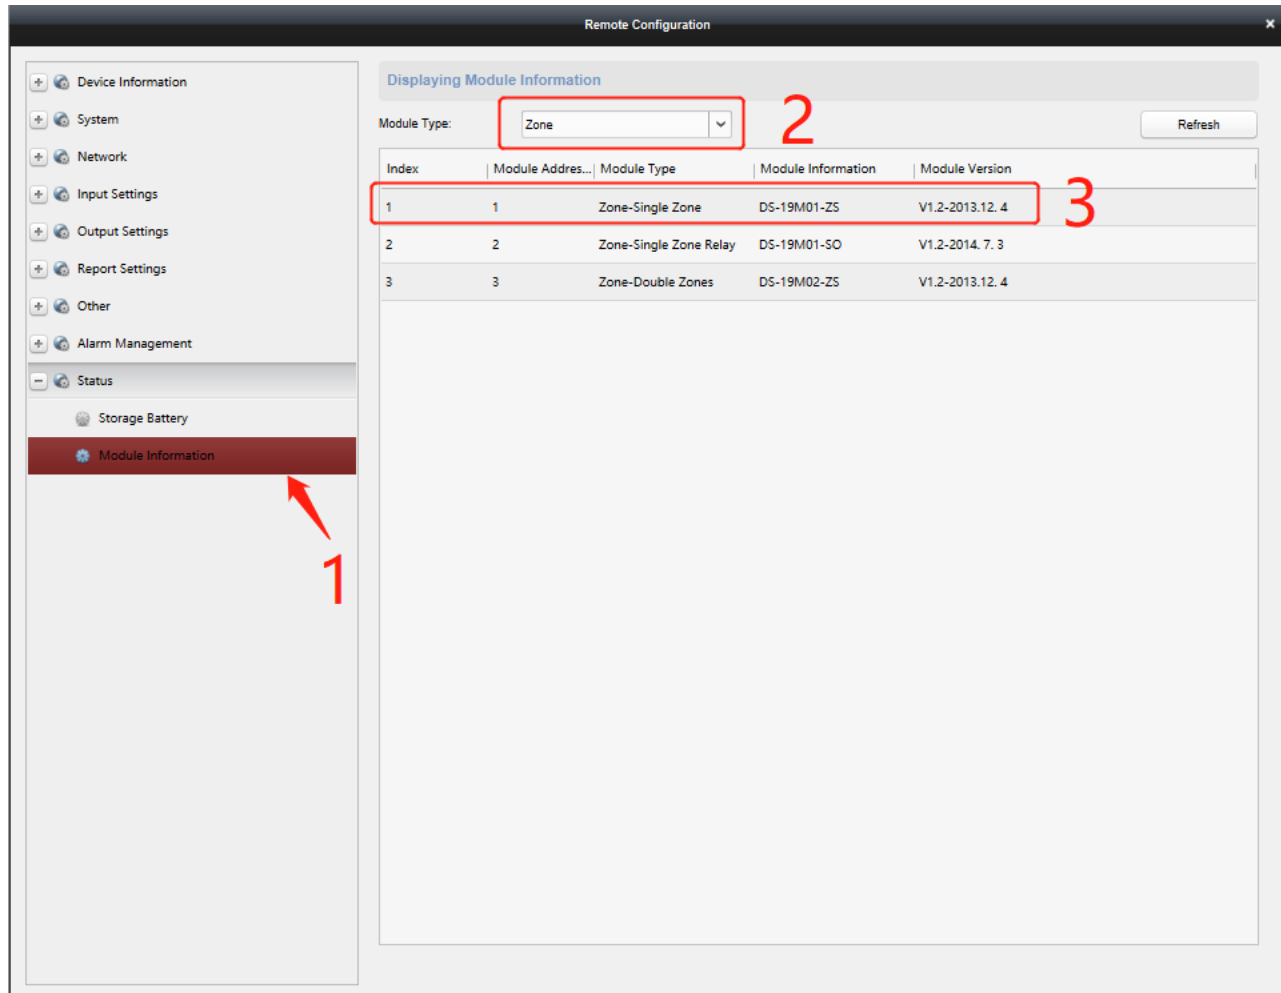 Remote Configuration
Device Information
System
Network
Input Settings
Output Settings
Report Settings
Other
Alarm Management
Status
Storage Battery
Module Information
1
Displaying Module Information
Module Type: Zone 2 Refresh
Index Module Addres... Module Type Module Information Module Version
1 1 Zone-Single Zone DS-19M01-ZS V1.2-2013.12. 4 3
2 2 Zone-Single Zone Relay DS-19M01-SO V1.2-2014. 7. 3
3 3 Zone-Double Zones DS-19M02-ZS V1.2-2013.12. 4